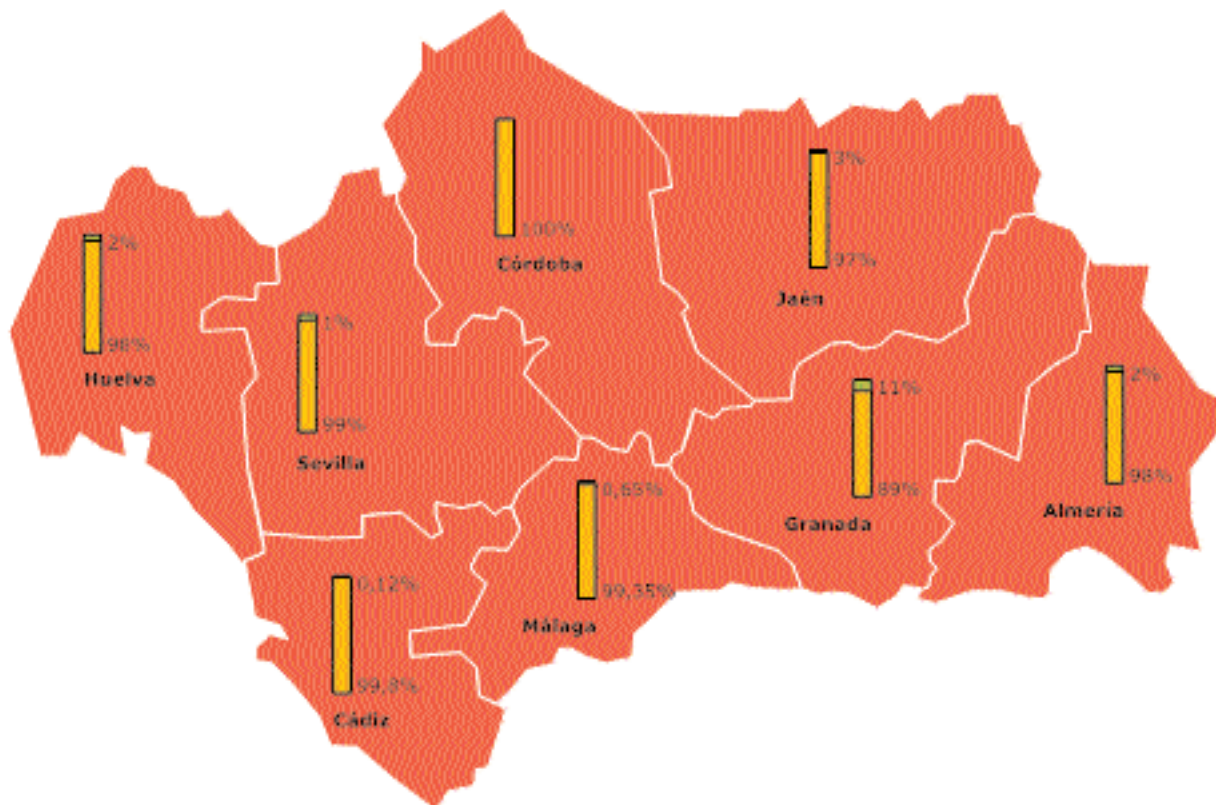 100%
Córdoba
3%
97%
Jaén
2%
98%
Huelva
1%
99%
Sevilla
11%
89%
Granada
2%
98%
Almería
0,65%
99,35%
Málaga
0,12%
99,8%
Cádiz